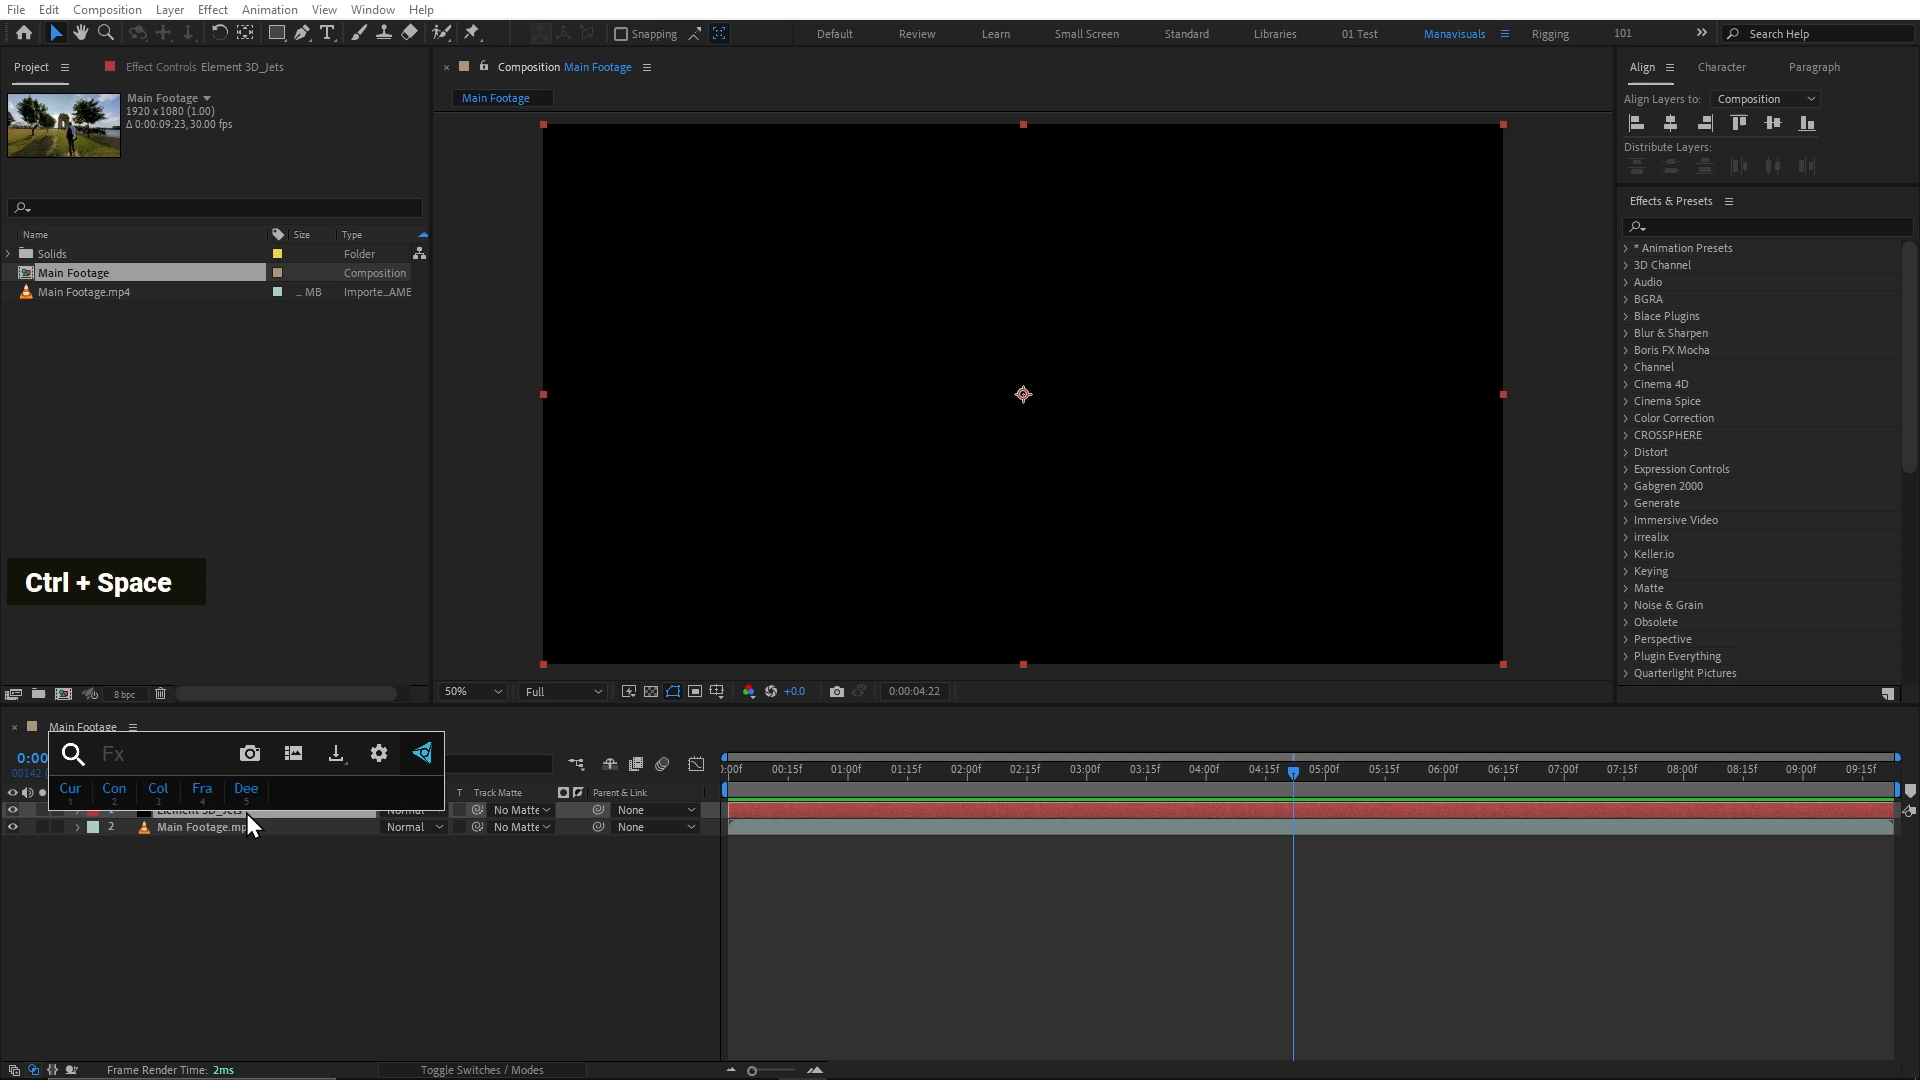 File Edit Composition Layer Effect Animation View Window Help
Snapping
Default Review Learn Small Screen Standard Libraries 01 Test Manavisuals Rigging 101 Search Help
Project Effect Controls Element 3D_Jets
Main Footage
1920 x 1080 (1.00)
Δ 0:00:09:23, 30.00 fps
Name Size Type
Solids Folder
Main Footage Composition
Main Footage.mp4 ... MB Importe...AME
Ctrl + Space
8 bpc
Composition Main Footage
Main Footage
50% Full +0.0 0:00:04:22
Align Character Paragraph
Align Layers to: Composition
Distribute Layers:
Effects & Presets
* Animation Presets
3D Channel
Audio
BGRA
Blace Plugins
Blur & Sharpen
Boris FX Mocha
Channel
Cinema 4D
Cinema Spice
Color Correction
CROSSPHERE
Distort
Expression Controls
Gabgren 2000
Generate
Immersive Video
irrealix
Keller.io
Keying
Matte
Noise & Grain
Obsolete
Perspective
Plugin Everything
Quarterlight Pictures
Main Footage
0:00
00142
Fx
Cur Con Col Fra Dee
1 2 3 4 5
T Track Matte Parent & Link
Element 3D_Jets Normal No Matte None
2 Main Footage.mp Normal No Matte None
):00f 00:15f 01:00f 01:15f 02:00f 02:15f 03:00f 03:15f 04:00f 04:15f 05:00f 05:15f 06:00f 06:15f 07:00f 07:15f 08:00f 08:15f 09:00f 09:15f
Frame Render Time: 2ms Toggle Switches / Modes